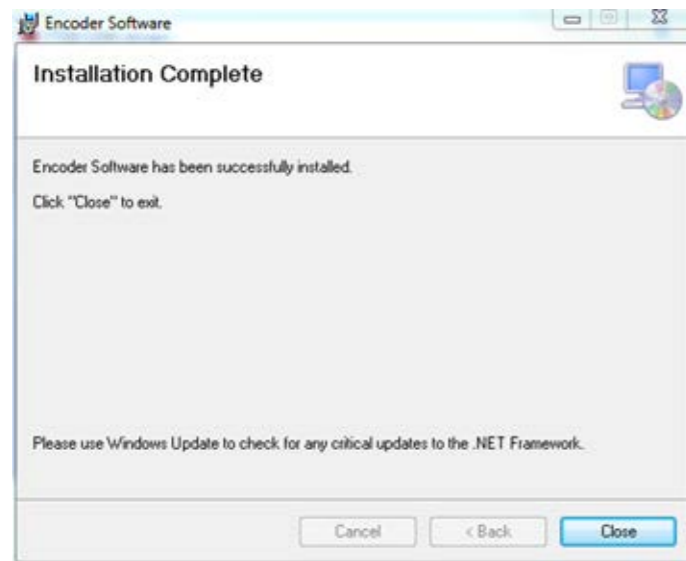 Encoder Software
Installation Complete
Encoder Software has been successfully installed.
Click "Close" to exit.
Please use Windows Update to check for any critical updates to the .NET Framework.
Cancel
< Back
Close